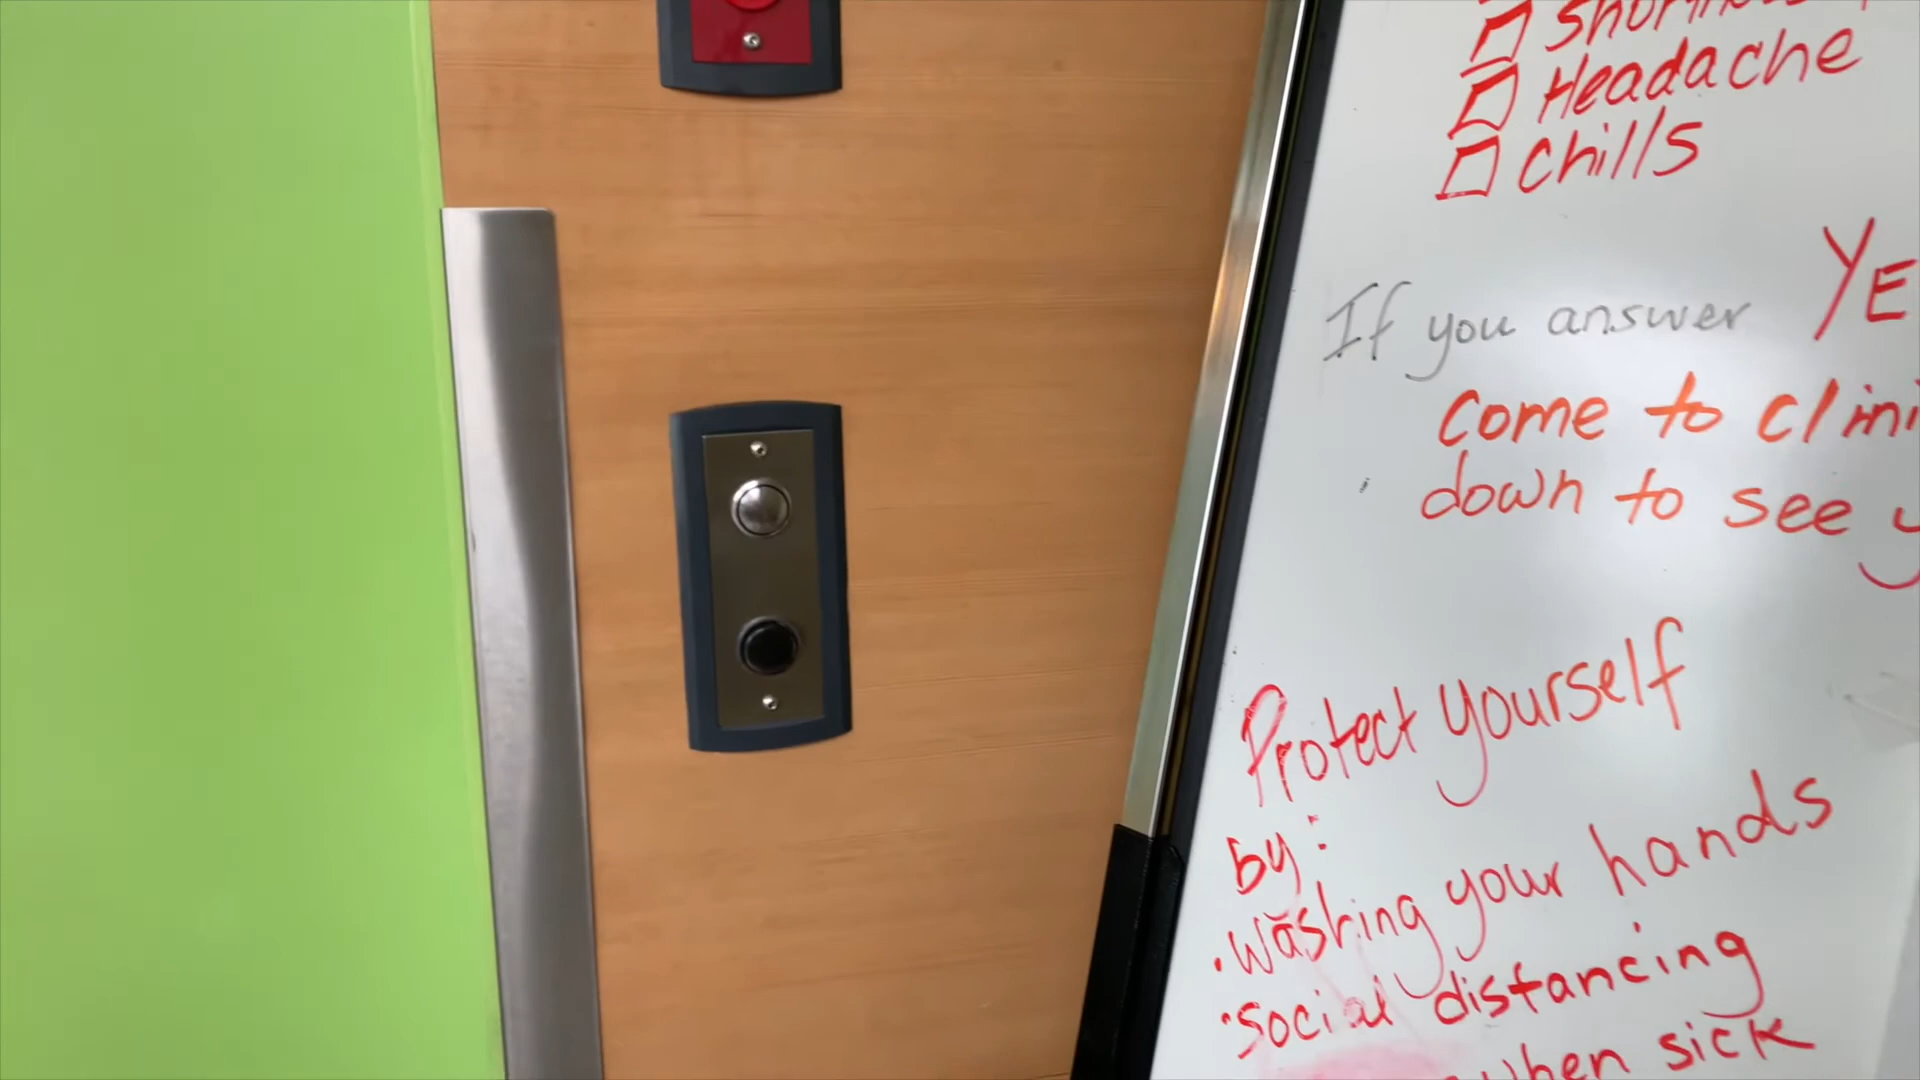 Headache
Chills
If you answer
come to
down to see
Protect yourself
by:
• Washing your hands
• Social distancing
when sick